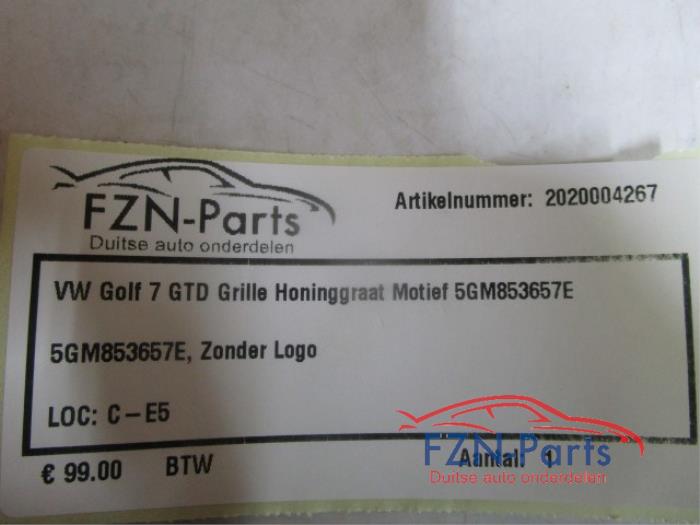 FZN-Parts
Duitse auto onderdelen
Artikelnummer: 2020004267
VW Golf 7 GTD Grille Honinggraat Motief 5GM853657E
5GM853657E, Zonder Logo
LOC: C-E5
€ 99.00 BTW Aantal: 1
FZN-Parts
Duitse auto onderdelen